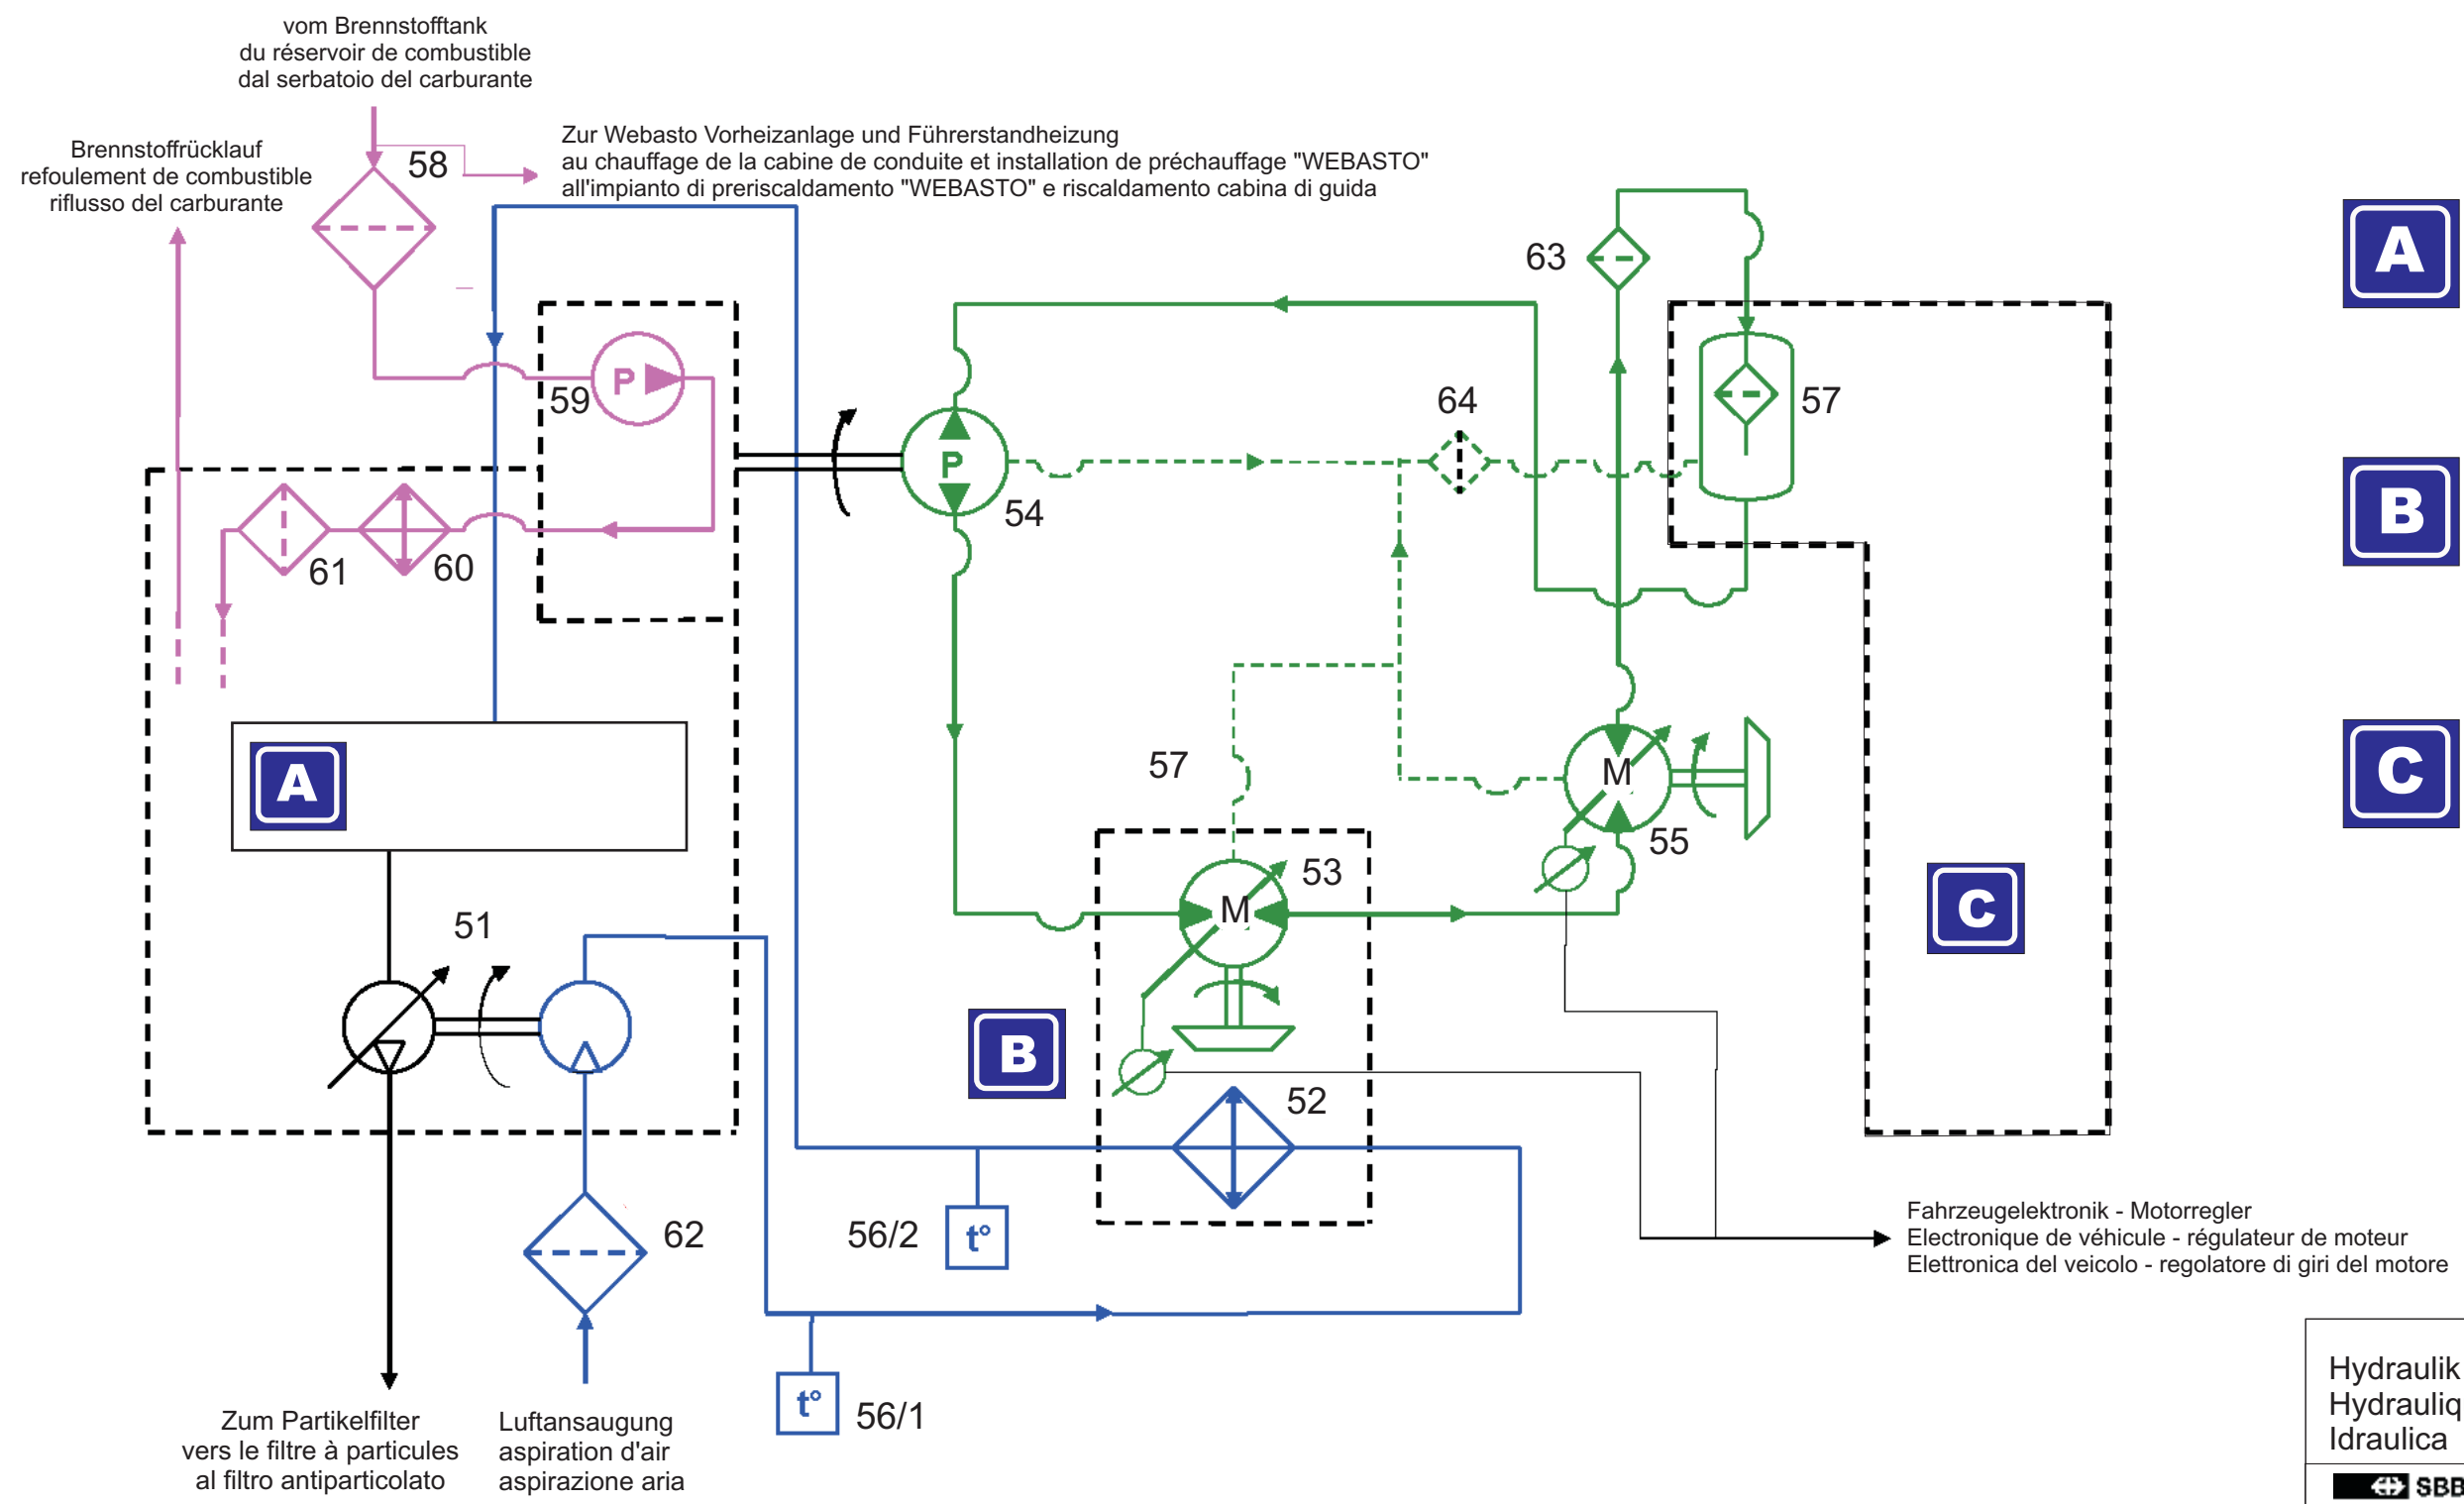 vom Brennstofftank
du réservoir de combustible
dal serbatoio del carburante
Brennstoffrücklauf
refoulement de combustible
riflusso del carburante
58
Zur Webasto Vorheizanlage und Führerstandheizung
au chauffage de la cabine de conduite et installation de préchauffage "WEBASTO"
all'impianto di preriscaldamento "WEBASTO" e riscaldamento cabina di guida
63
A
P
59
64
57
P
54
B
61
60
57
M
55
A
C
53
M
C
51
B
52
56/2
t°
62
Fahrzeugelektronik - Motorregler
Electronique de véhicule - régulateur de moteur
Elettronica del veicolo - regolatore di giri del motore
t°
56/1
Zum Partikelfilter
vers le filtre à particules
al filtro antiparticolato
Luftansaugung
aspiration d'air
aspirazione aria
Hydraulik
Hydrauliq
Idraulica
SBB